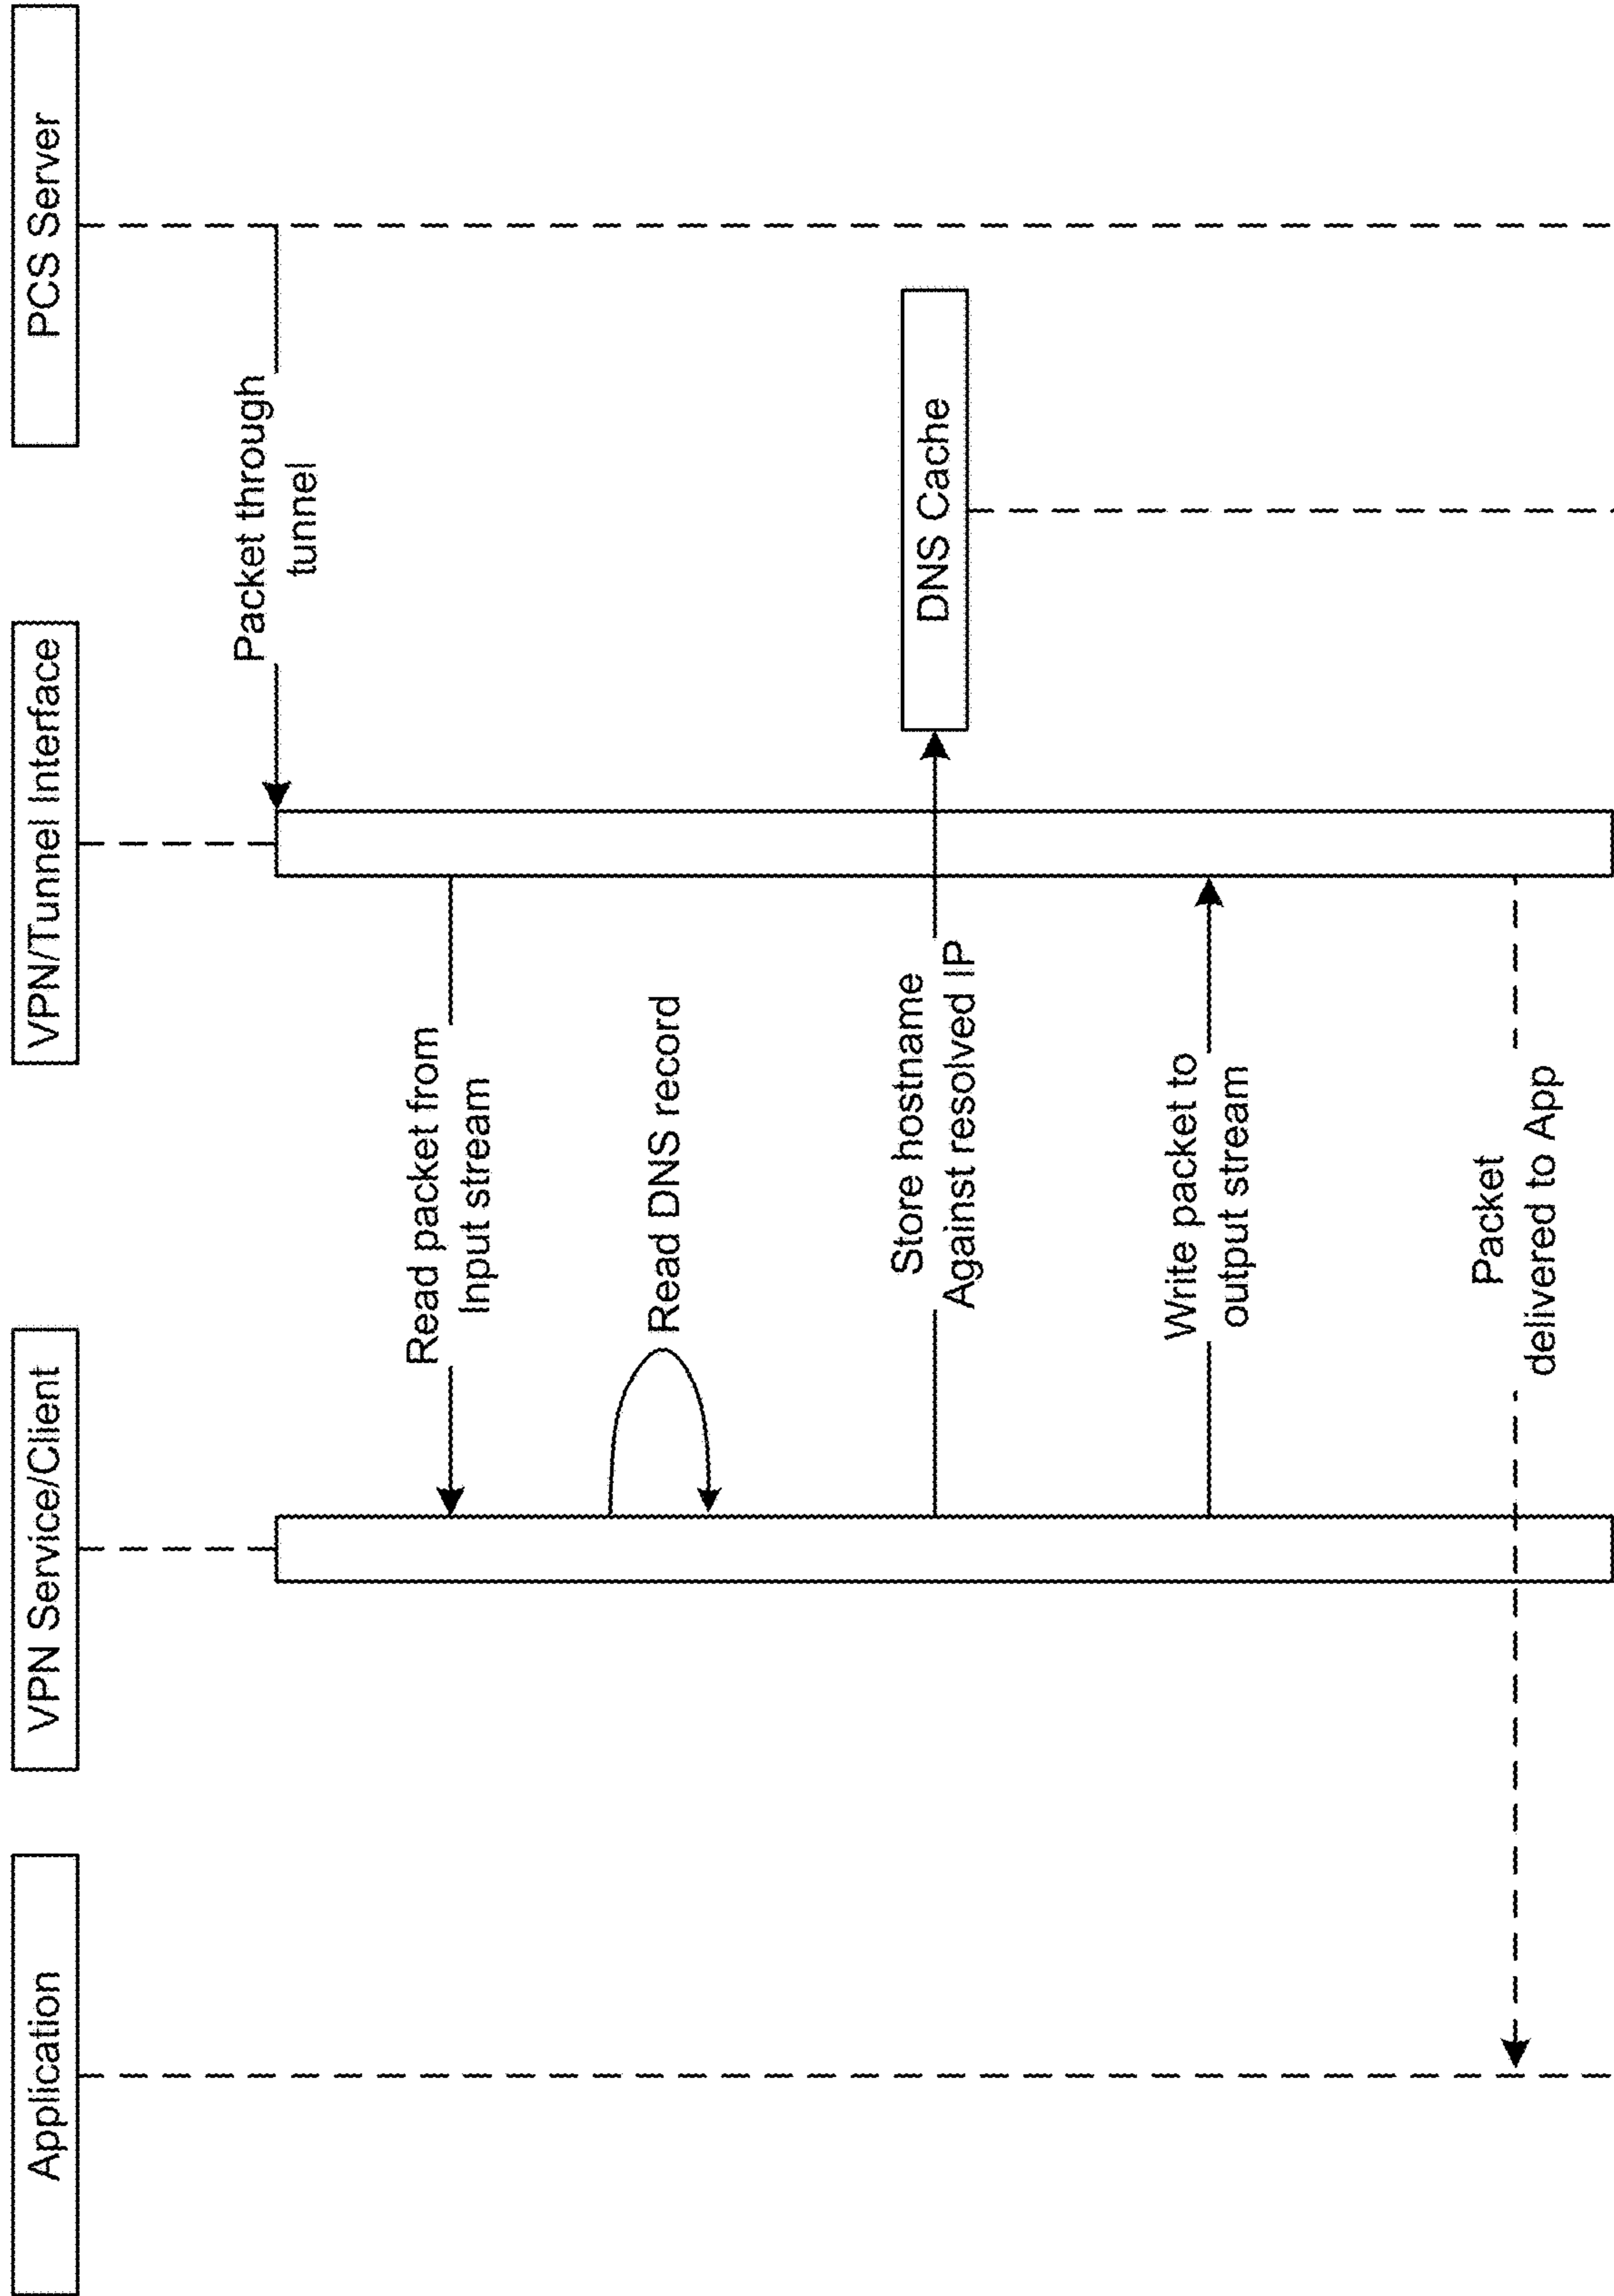 Application
VPN Service/Client
VPN/Tunnel Interface
PCS Server
Packet through
tunnel
Read packet from
Input stream
Read DNS record
Store hostname
Against resolved IP
DNS Cache
Write packet to
output stream
Packet
delivered to App